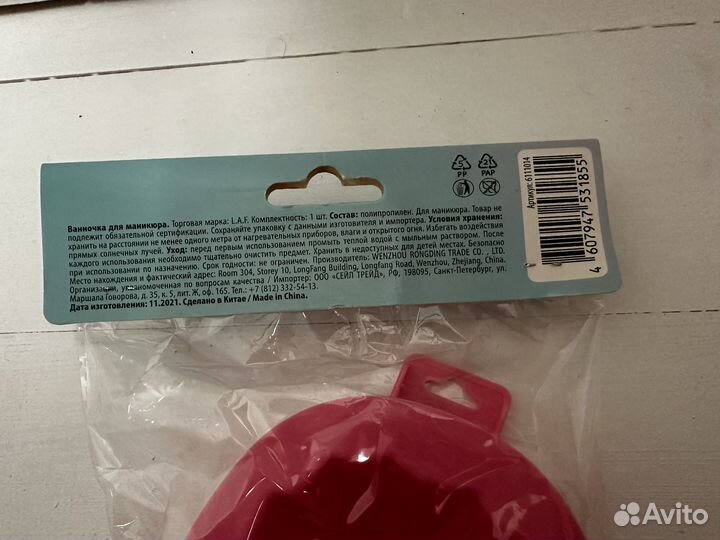 Ванночка для маникюра. Торговая марка: L.A.F. Комплектность: 1 шт. Состав: полипропилен. Для маникюра. Товар не
подлежит обязательной сертификации. Сохраняйте упаковку с данными изготовителя и импортера. Условия хранения:
хранить на расстоянии не менее одного метра от нагревательных приборов, влаги и открытого огня. Избегать воздействия
прямых солнечных лучей. Уход: перед первым использованием промыть теплой водой с мыльным раствором. После
каждого использования необходимо тщательно очистить предмет. Хранить в недоступных для детей местах. Безопасно
при использовании по назначению. Срок годности: не ограничен. Производитель: WENZHOU RONGDING TRADE CO. , LTD.
Место нахождения и фактический адрес: Room 304, Storey 10, LongFang Building, Longfang Road, Wenzhou, Zhejiang, China.
Организация, уполномоченная по вопросам качества / Импортер: ООО «СЕЙЛ ТРЕЙД», РФ, 198095, Санкт-Петербург, ул.
Маршала Говорова, д. 35, к. 5, лит. Ж, оф. 165. Тел.: +7 (812) 332-54-13.
Дата изготовления: 11.2021. Сделано в Китае / Made in China.
5
PP
21
PAP
Артикул: 6111014
4 607947 531855
Avito